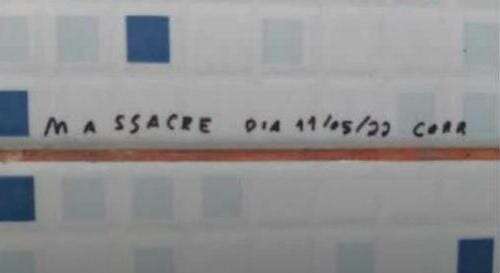 MASSACRE DIA 11/05/22 CORR